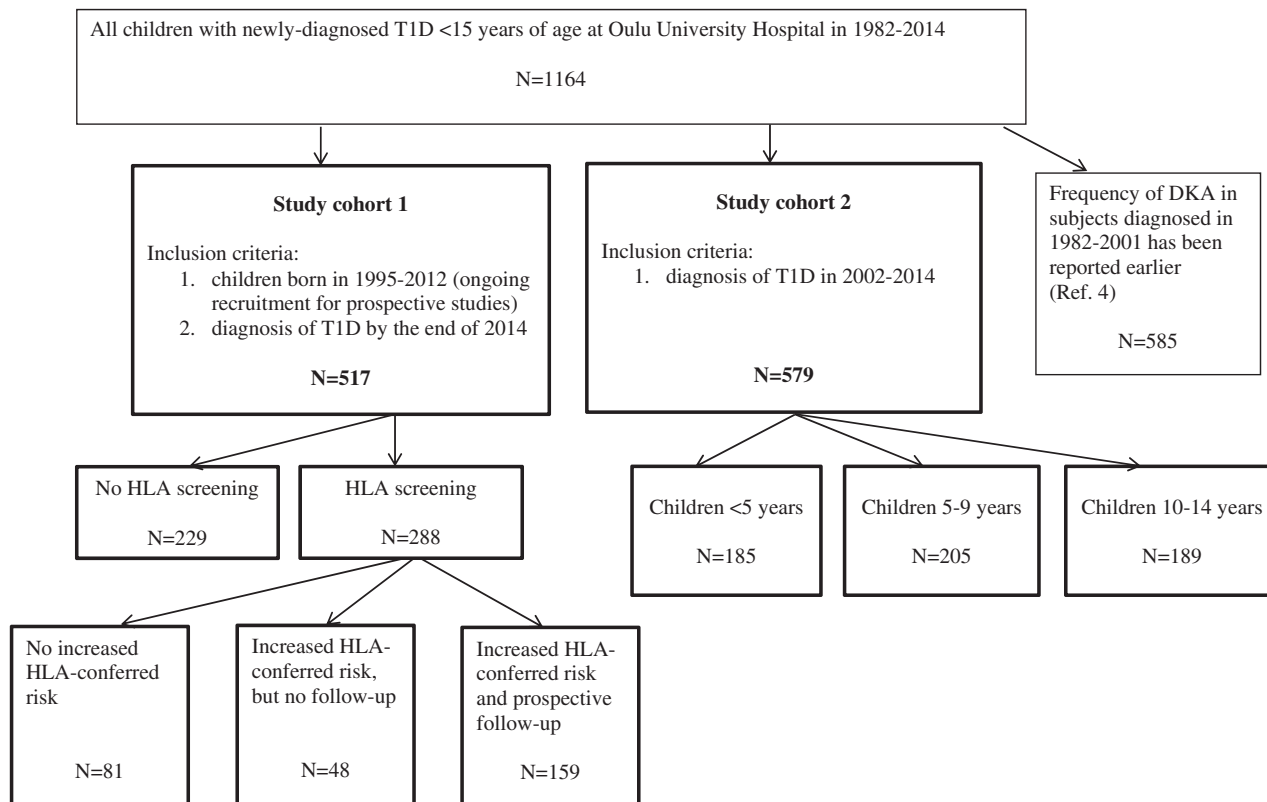 All children with newly-diagnosed T1D <15 years of age at Oulu University Hospital in 1982-2014
N=1164
Study cohort 1
Inclusion criteria:
1. children born in 1995-2012 (ongoing
recruitment for prospective studies)
2. diagnosis of T1D by the end of 2014
N=517
Study cohort 2
Inclusion criteria:
1. diagnosis of T1D in 2002-2014
N=579
Frequency of DKA in
subjects diagnosed in
1982-2001 has been
reported earlier
(Ref. 4)
N=585
No HLA screening
N=229
HLA screening
N=288
Children <5 years
N=185
Children 5-9 years
N=205
Children 10-14 years
N=189
No increased
HLA-conferred
risk
N=81
Increased HLA-
conferred risk,
but no follow-up
N=48
Increased HLA-
conferred risk
and prospective
follow-up
N=159